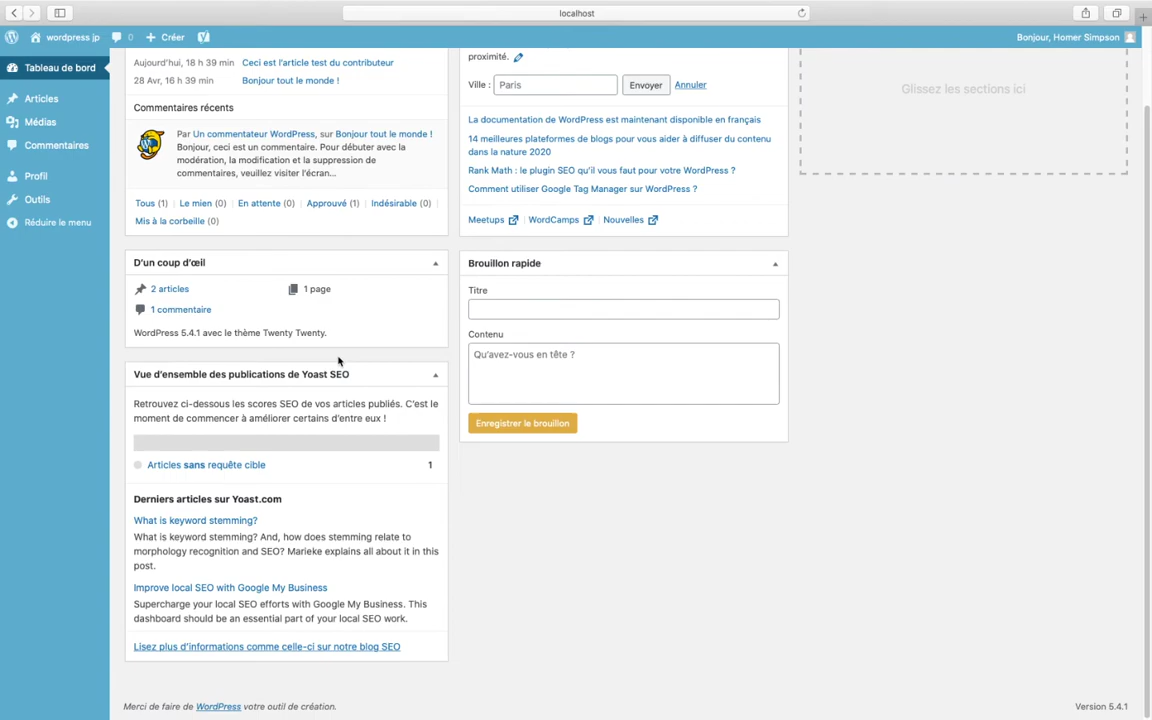 localhost
wordpress jp 0 Créer
Bonjour, Homer Simpson
Tableau de bord
Articles
Médias
Commentaires
Profil
Outils
Réduire le menu
Aujourd'hui, 18 h 39 min Ceci est l'article test du contributeur
28 Avr, 16 h 39 min Bonjour tout le monde !
Commentaires récents
Par Un commentateur WordPress, sur Bonjour tout le monde !
Bonjour, ceci est un commentaire. Pour débuter avec la
modération, la modification et la suppression de
commentaires, veuillez visiter l'écran...
Tous (1) Le mien (0) En attente (0) Approuvé (1) Indésirable (0)
Mis à la corbeille (0)
D'un coup d'œil
2 articles 1 page
1 commentaire
WordPress 5.4.1 avec le thème Twenty Twenty.
Vue d'ensemble des publications de Yoast SEO
Retrouvez ci-dessous les scores SEO de vos articles publiés. C'est le
moment de commencer à améliorer certains d'entre eux !
Articles sans requête cible 1
Derniers articles sur Yoast.com
What is keyword stemming?
What is keyword stemming? And, how does stemming relate to
morphology recognition and SEO? Marieke explains all about it in this
post.
Improve local SEO with Google My Business
Supercharge your local SEO efforts with Google My Business. This
dashboard should be an essential part of your local SEO work.
Lisez plus d'informations comme celle-ci sur notre blog SEO
proximité.
Ville : Paris Envoyer Annuler
La documentation de WordPress est maintenant disponible en français
14 meilleures plateformes de blogs pour vous aider à diffuser du contenu
dans la nature 2020
Rank Math : le plugin SEO qu'il vous faut pour votre WordPress ?
Comment utiliser Google Tag Manager sur WordPress ?
Meetups WordCamps Nouvelles
Brouillon rapide
Titre
Contenu
Qu'avez-vous en tête ?
Enregistrer le brouillon
Glissez les sections ici
Merci de faire de WordPress votre outil de création.
Version 5.4.1